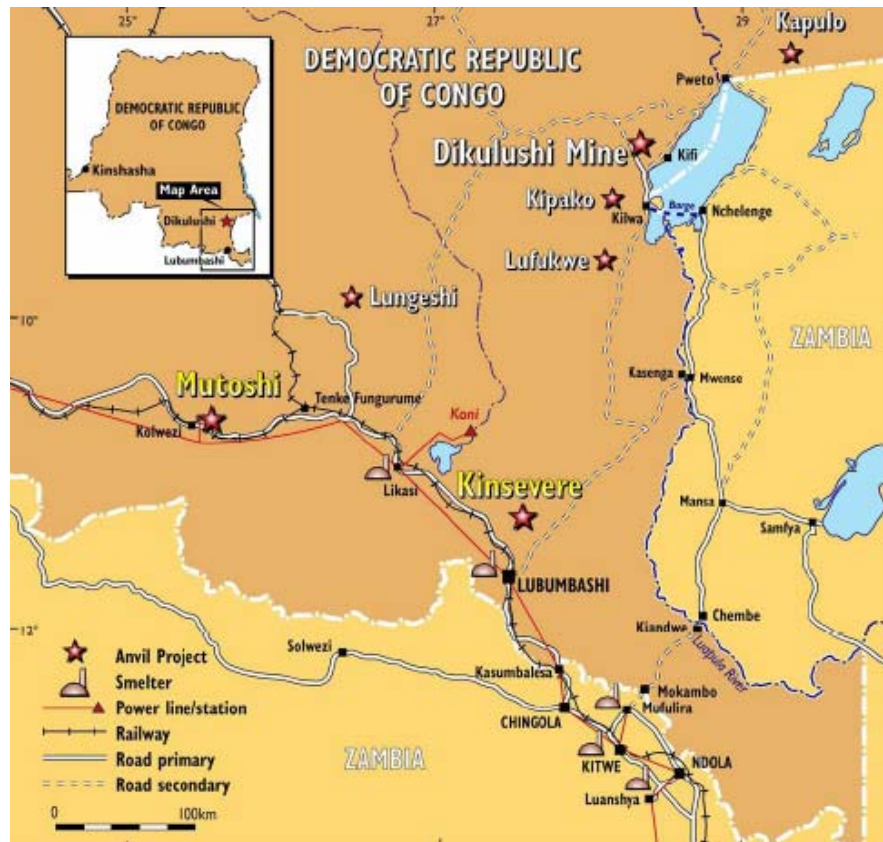 25
27
29
Kapulo
DEMOCRATIC REPUBLIC
OF CONGO
Pweto
DEMOCRATIC REPUBLIC
OF CONGO
Kinshasha
Map Area
Dikulushi
Lubumbashi
Dikulushi Mine
Kifi
Kipako
Kilwa
Barge
Nchelenge
Lufukwe
Lungeshi
10
ZAMBIA
Kasenga
Mwense
Mutoshi
Tenke Fungurume
Kolwezi
Koni
Likasi
Kinsevere
Mansa
Samfya
LUBUMBASHI
Chembe
Kiandwe
Luapula River
12°
Solwezi
Kasumbalesa
Mokambo
Mufulira
CHINGOLA
KITWE
NDOLA
Luanshya
ZAMBIA
Anvil Project
Smelter
Power line/station
Railway
Road primary
Road secondary
0 100km